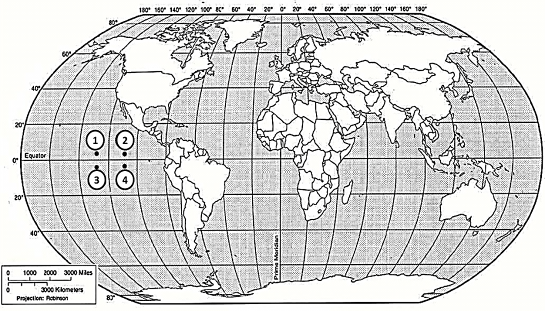 180° 160° 140° 120° 100° 80° 60° 40° 20° 0° 20° 40° 60° 80° 100° 120° 140° 160° 180°
80°
60°
40°
20°
1 2
Equator
0°
3 4
20°
40°
Prime Meridian
0 1000 2000 3000 Miles
0 3000 Kilometers
Projection: Robinson
80°